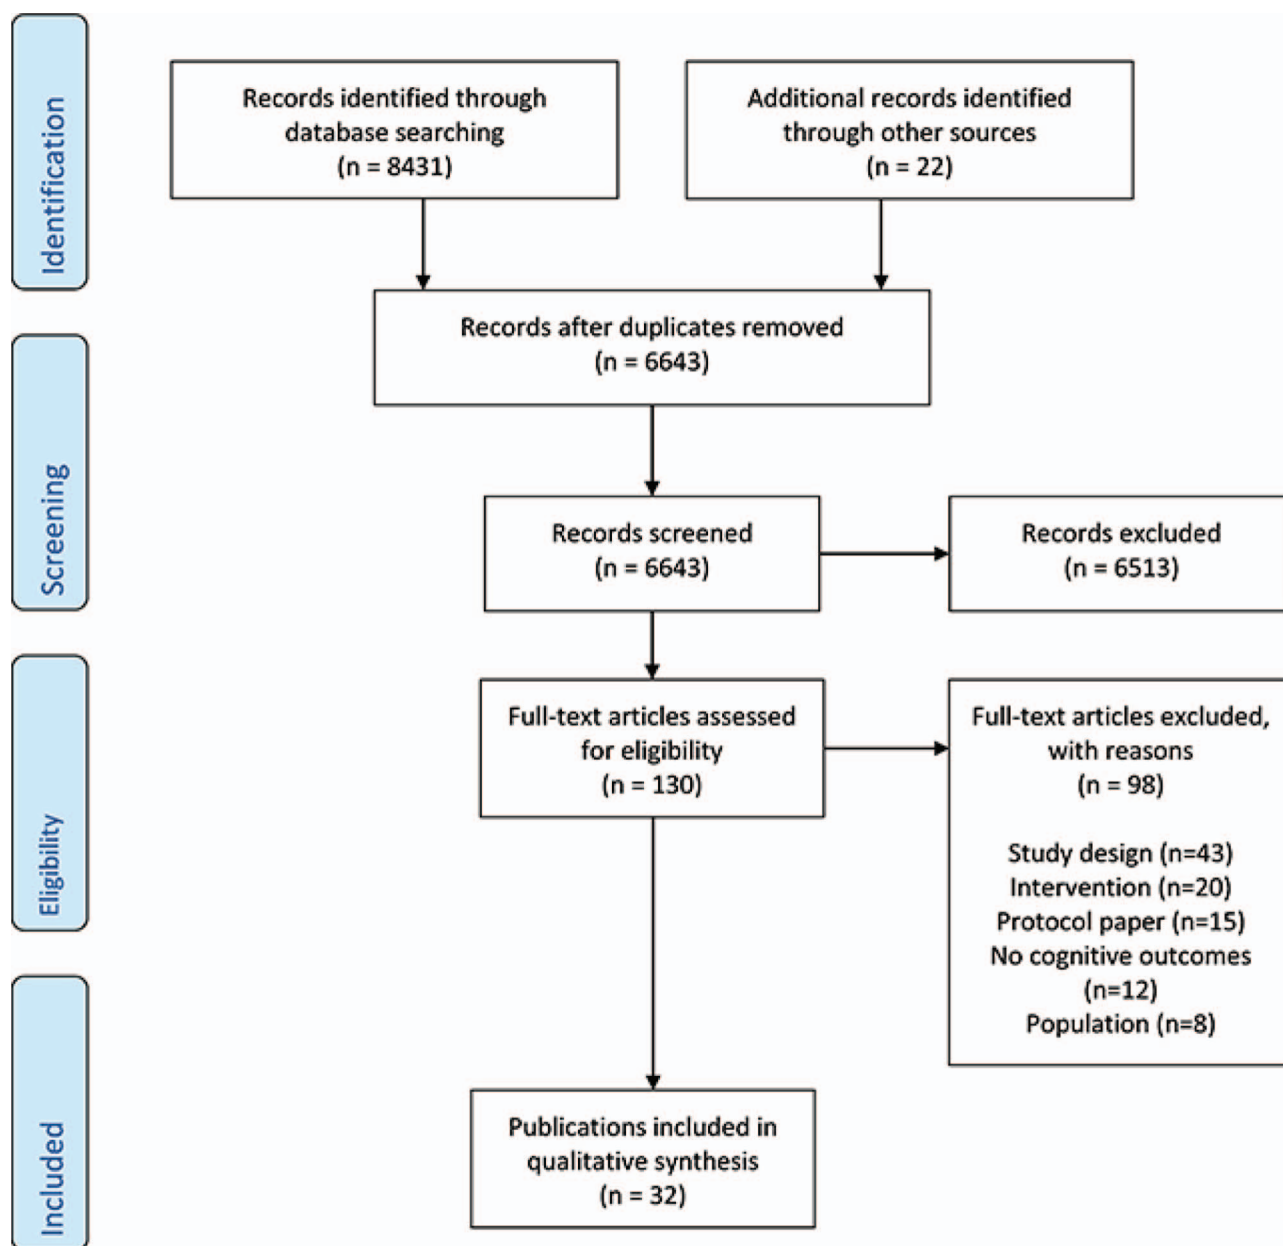 Identification
Records identified through
database searching
(n = 8431)
Additional records identified
through other sources
(n = 22)
Records after duplicates removed
(n = 6643)
Screening
Records screened
(n = 6643)
Records excluded
(n = 6513)
Eligibility
Full-text articles assessed
for eligibility
(n = 130)
Full-text articles excluded,
with reasons
(n = 98)
Study design (n=43)
Intervention (n=20)
Protocol paper (n=15)
No cognitive outcomes
(n=12)
Population (n=8)
Included
Publications included in
qualitative synthesis
(n = 32)